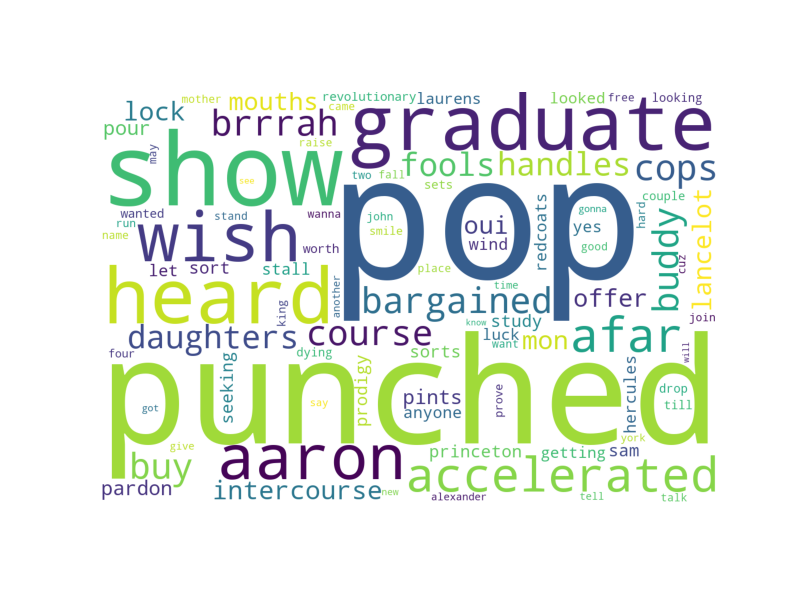 mother
revolutionary
laurens
looked
free
looking
lock
mouths
came
brrrah
graduate
pour
raise
may
show
two
fall
fools
handles
cops
see
sets
couple
wanted
stand
wanna
john
pop
oui
redcoats
yes
gonna
hard
lancelot
run
name
wish
smile
wind
good
buddy
cuz
worth
let
sort
stall
place
heard
king
another
bargained
time
offer
daughters
course
know
study
luck
mon
want
afar
join
four
dying
sorts
will
punched
seeking
prodigy
pints
anyone
prove
hercules
drop
till
got
say
give
york
buy
aaron
princeton
getting
sam
accelerated
pardon
intercourse
new
alexander
tell
talk